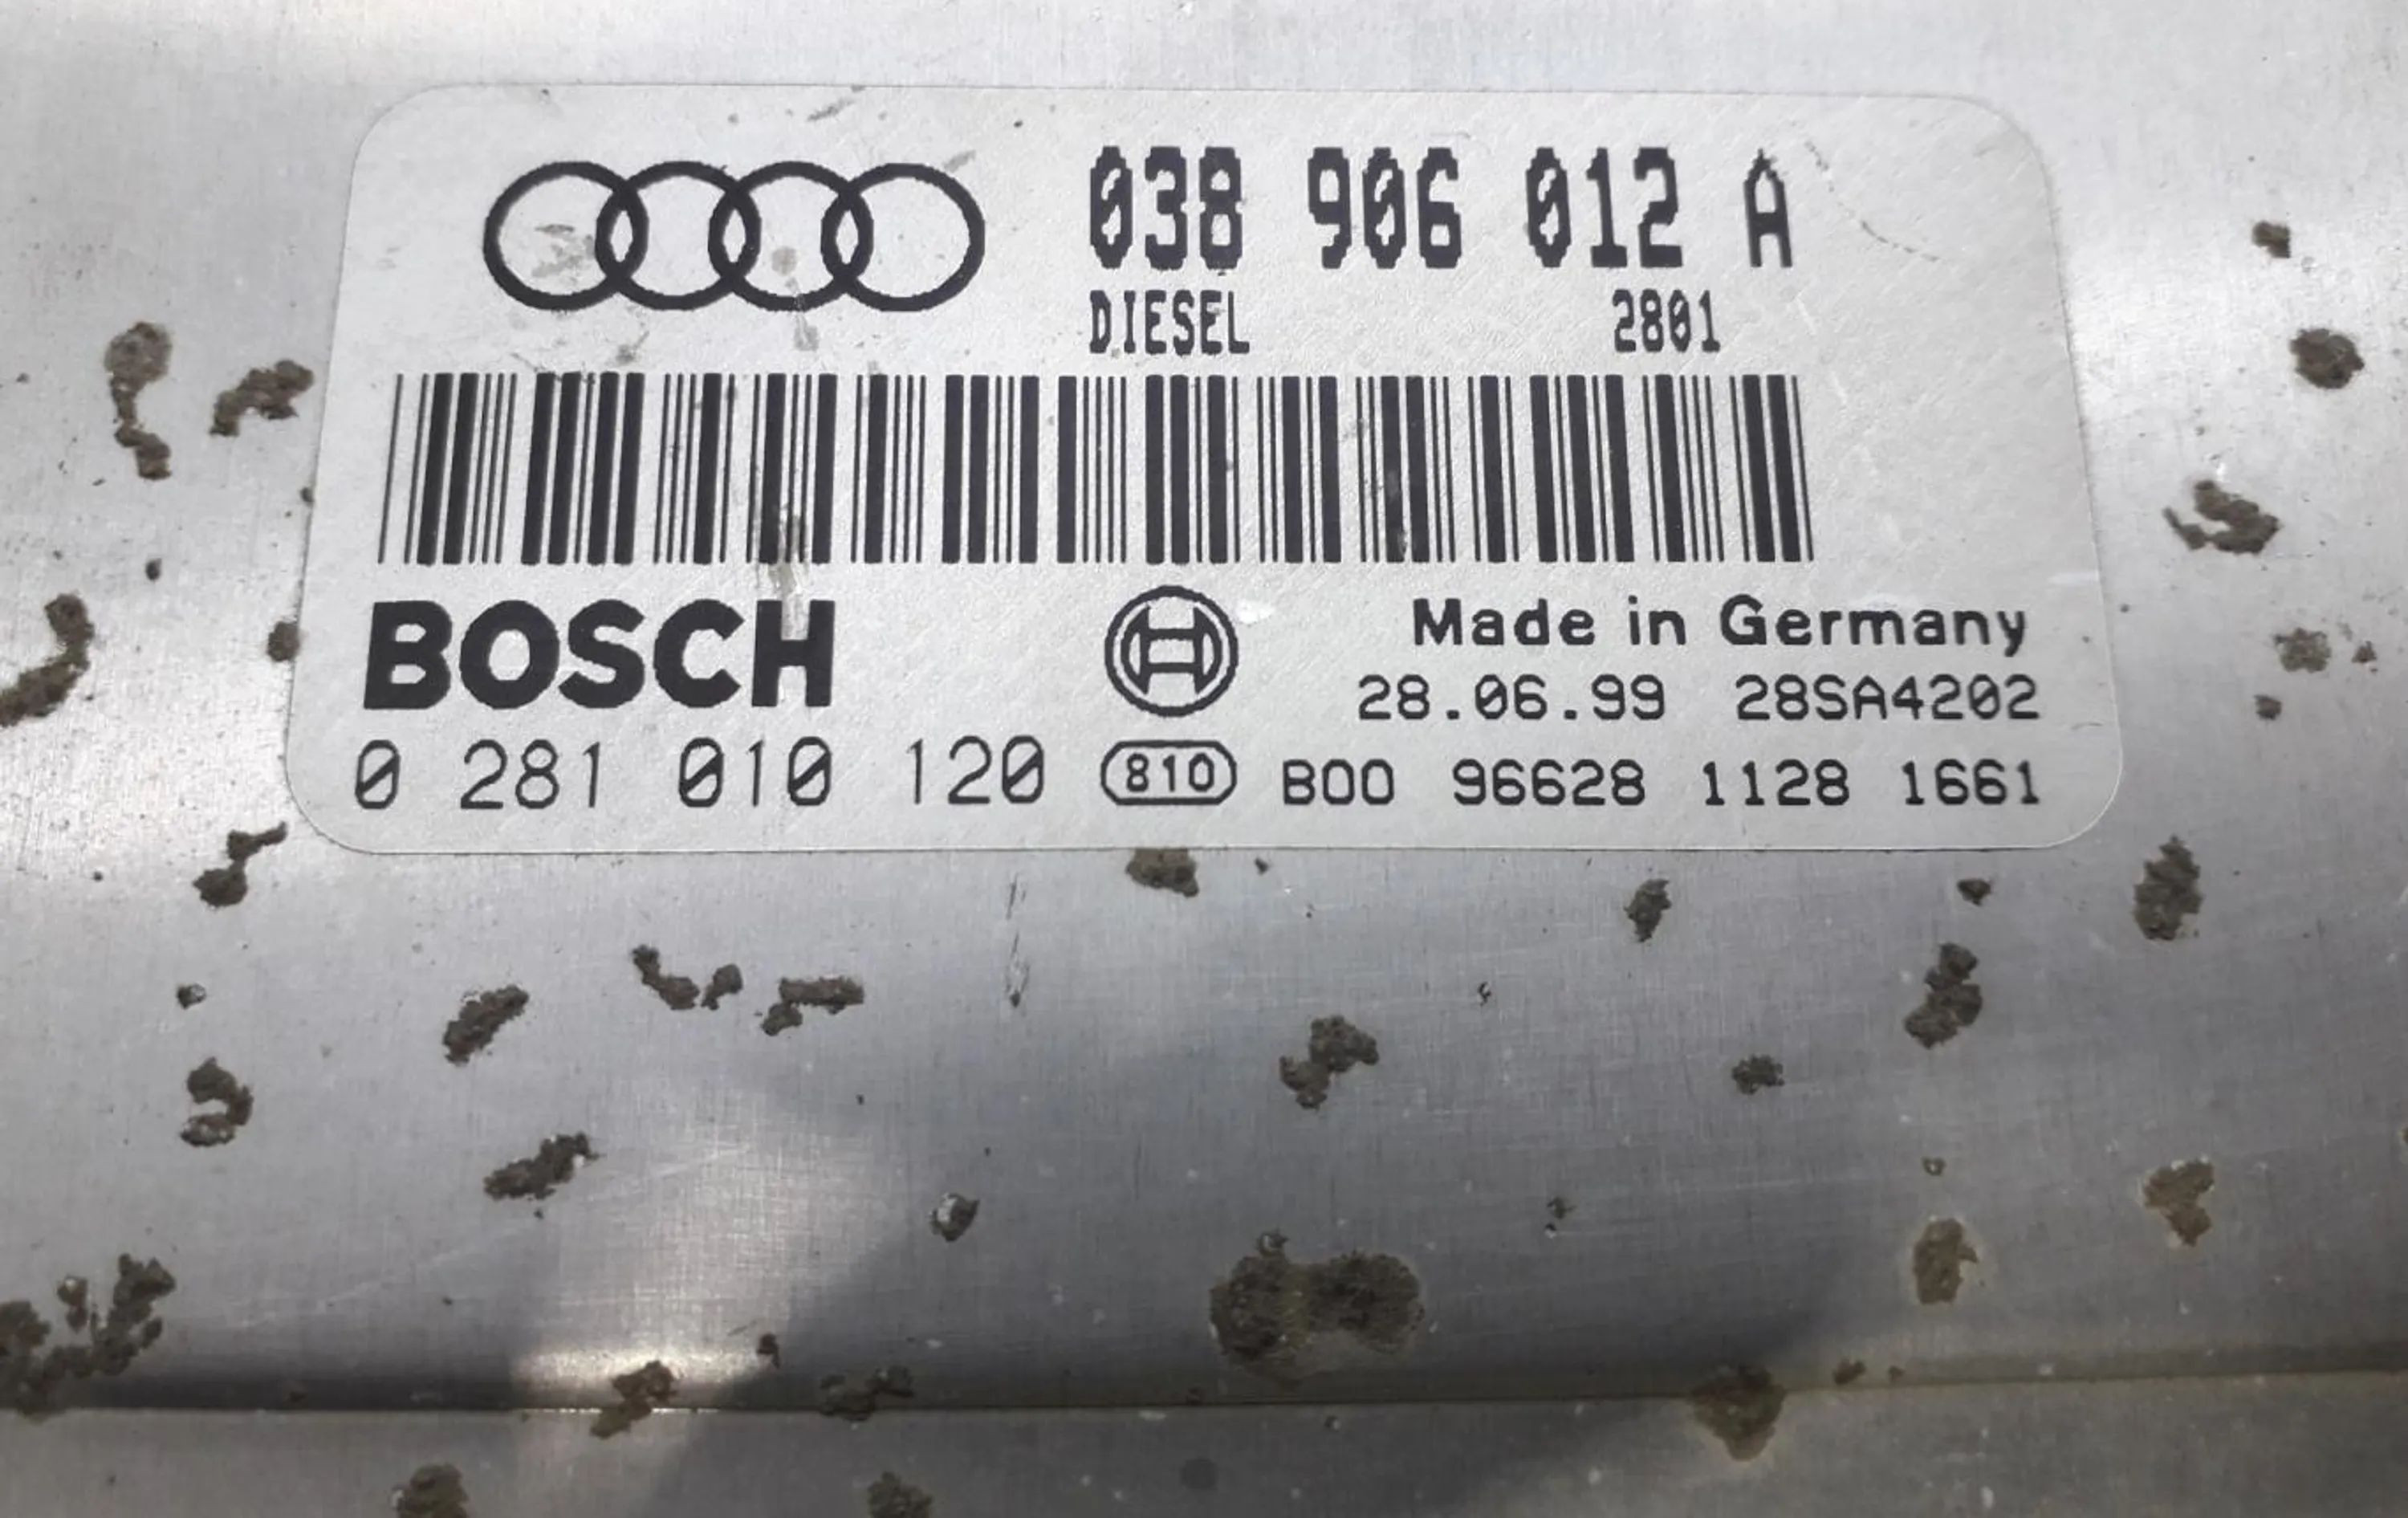 038 906 012 A
DIESEL 2801
BOSCH
Made in Germany
28.06.99 28SA4202
0 281 010 120 810 B00 96628 1128 1661